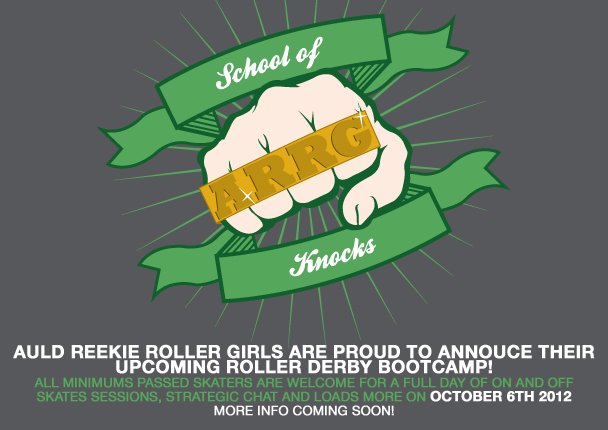 School of
ARRG
Knocks
AULD REEKIE ROLLER GIRLS ARE PROUD TO ANNOUCE THEIR
UPCOMING ROLLER DERBY BOOTCAMP!
ALL MINIMUMS PASSED SKATERS ARE WELCOME FOR A FULL DAY OF ON AND OFF
SKATES SESSIONS, STRATEGIC CHAT AND LOADS MORE ON OCTOBER 6TH 2012
MORE INFO COMING SOON!